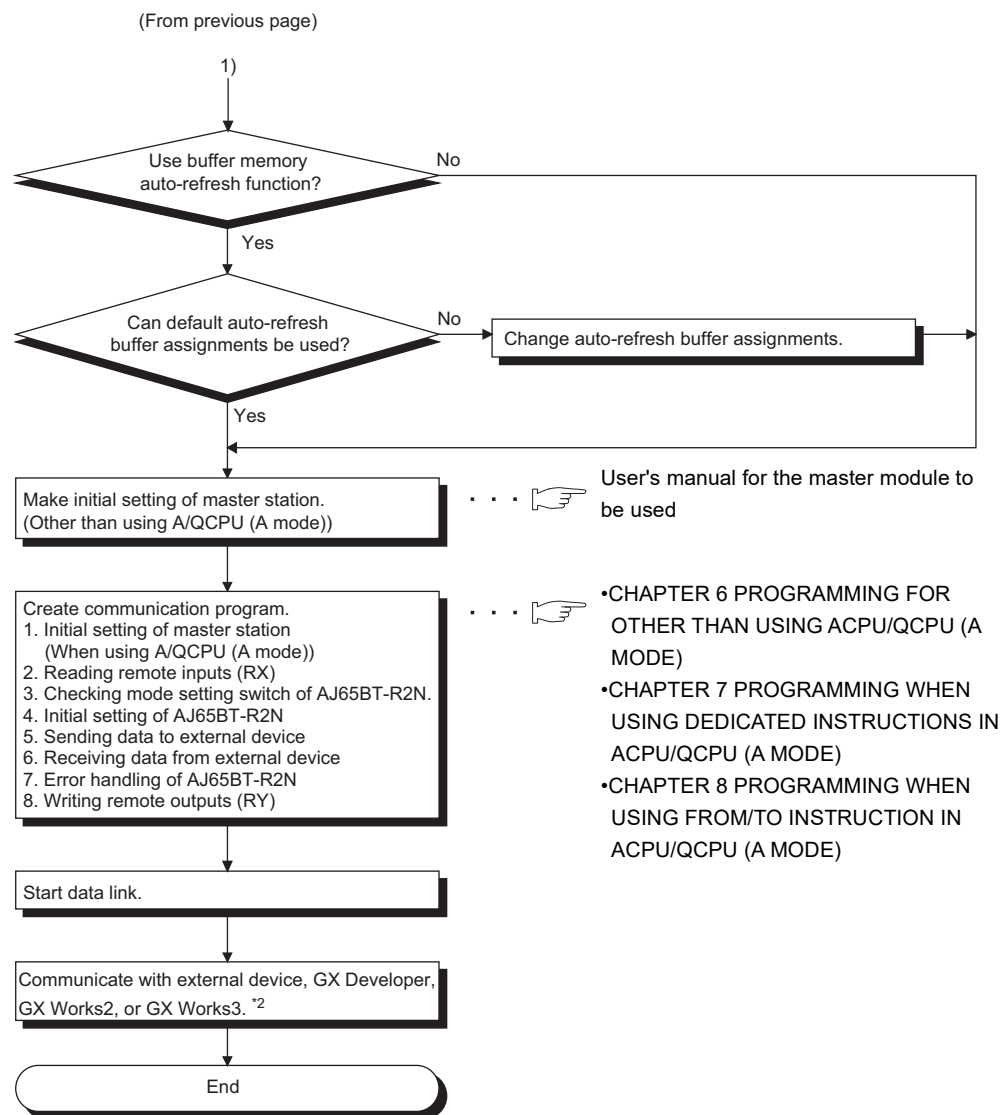 (From previous page)
1)
Use buffer memory
auto-refresh function?
No
Yes
Can default auto-refresh
buffer assignments be used?
No
Change auto-refresh buffer assignments.
Yes
Make initial setting of master station.
(Other than using A/QCPU (A mode))
User's manual for the master module to
be used
Create communication program.
1. Initial setting of master station
(When using A/QCPU (A mode))
2. Reading remote inputs (RX)
3. Checking mode setting switch of AJ65BT-R2N.
4. Initial setting of AJ65BT-R2N
5. Sending data to external device
6. Receiving data from external device
7. Error handling of AJ65BT-R2N
8. Writing remote outputs (RY)
•CHAPTER 6 PROGRAMMING FOR
OTHER THAN USING ACPU/QCPU (A
MODE)
•CHAPTER 7 PROGRAMMING WHEN
USING DEDICATED INSTRUCTIONS IN
ACPU/QCPU (A MODE)
•CHAPTER 8 PROGRAMMING WHEN
USING FROM/TO INSTRUCTION IN
ACPU/QCPU (A MODE)
Start data link.
Communicate with external device, GX Developer,
GX Works2, or GX Works3. *2
End